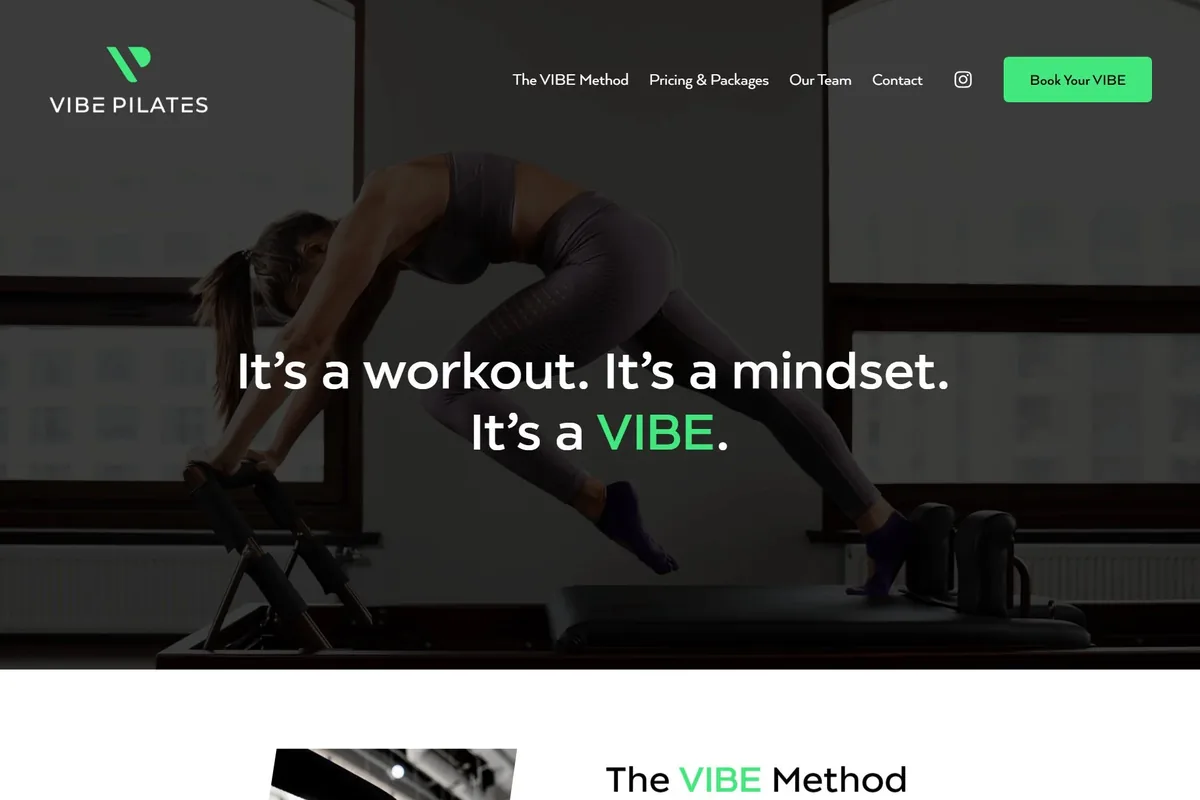 VIBE PILATES
The VIBE Method
Pricing & Packages
Our Team
Contact
Book Your VIBE
It’s a workout. It’s a mindset.
It’s a VIBE.
The VIBE Method